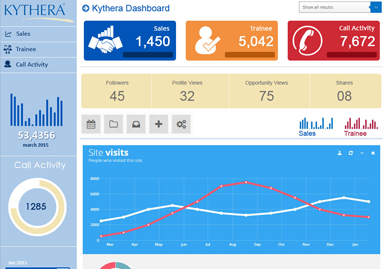 KYTHERA
Kythera Dashboard
Show all results
Sales
Trainee
Call Activity
Sales
1,450
Trainee
5,042
Call Activity
7,672
Followers
45
Profile Views
32
Opportunity Views
75
Shares
08
53,4356
march 2015
Sales
Trainee
Site visits
People who visited this site
8000
6000
4000
2000
0
Mar
Apr
May
Jun
Jul
Aug
Sep
Oct
Nov
Dec
Jan
Call Activity
1285